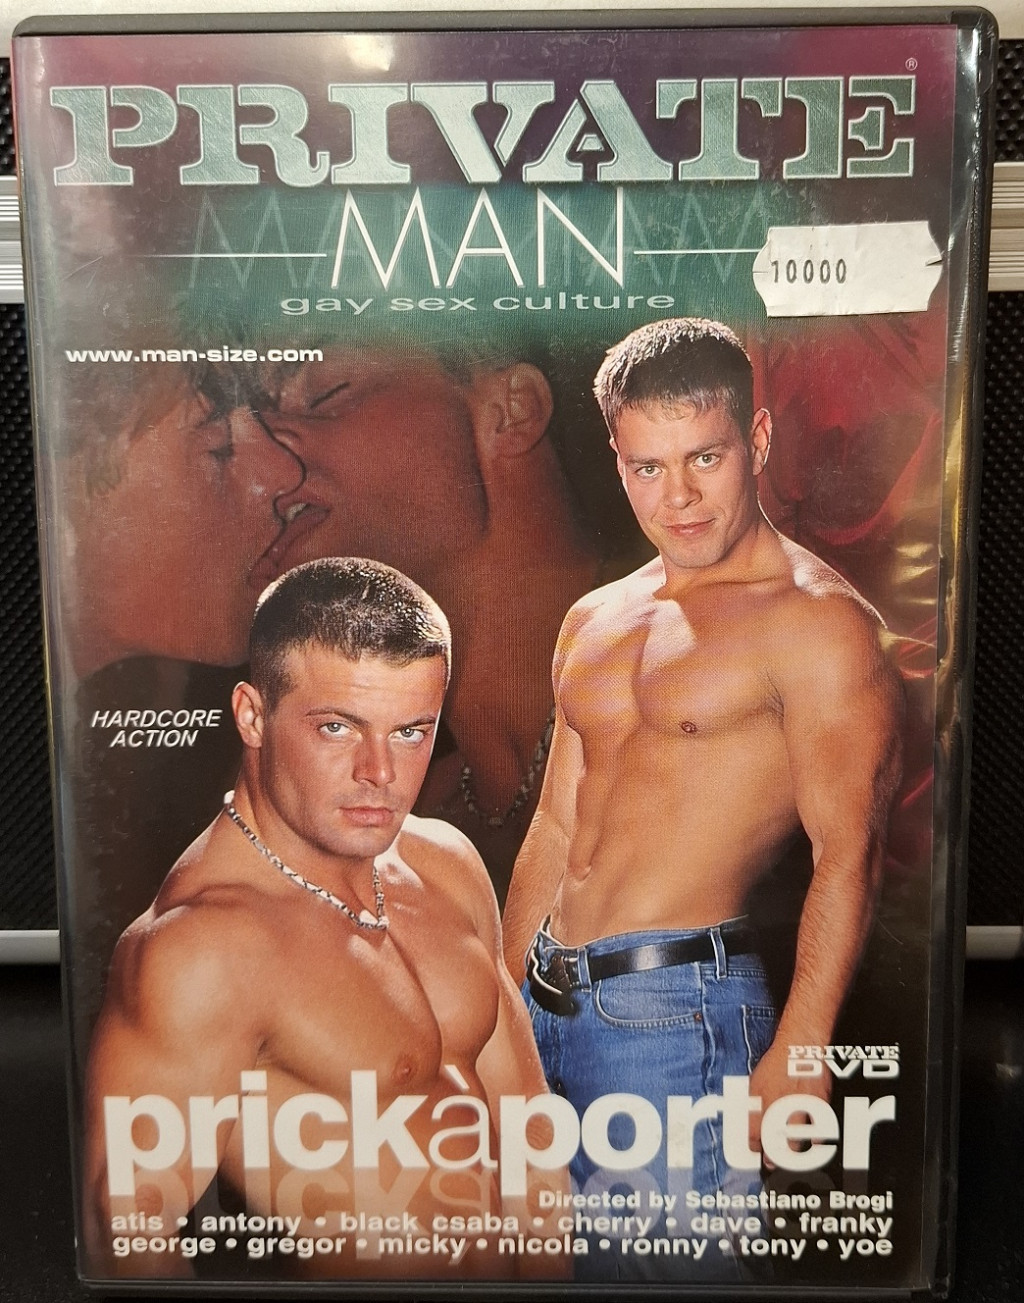 PRIVATE®
MAN
gay sex culture
10000
www.man-size.com
HARDCORE
ACTION
PRIVATE
DVD
prickàporter
Directed by Sebastiano Brogi
atis • antony • black csaba • cherry • dave • franky
george • gregor • micky • nicola • ronny • tony • yoe